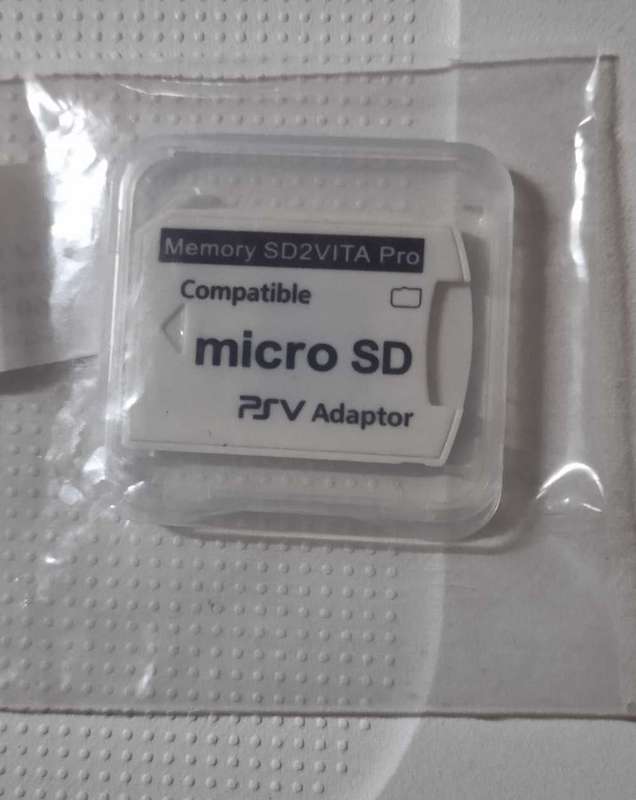 Memory SD2VITA Pro
Compatible
micro SD
PSV Adaptor